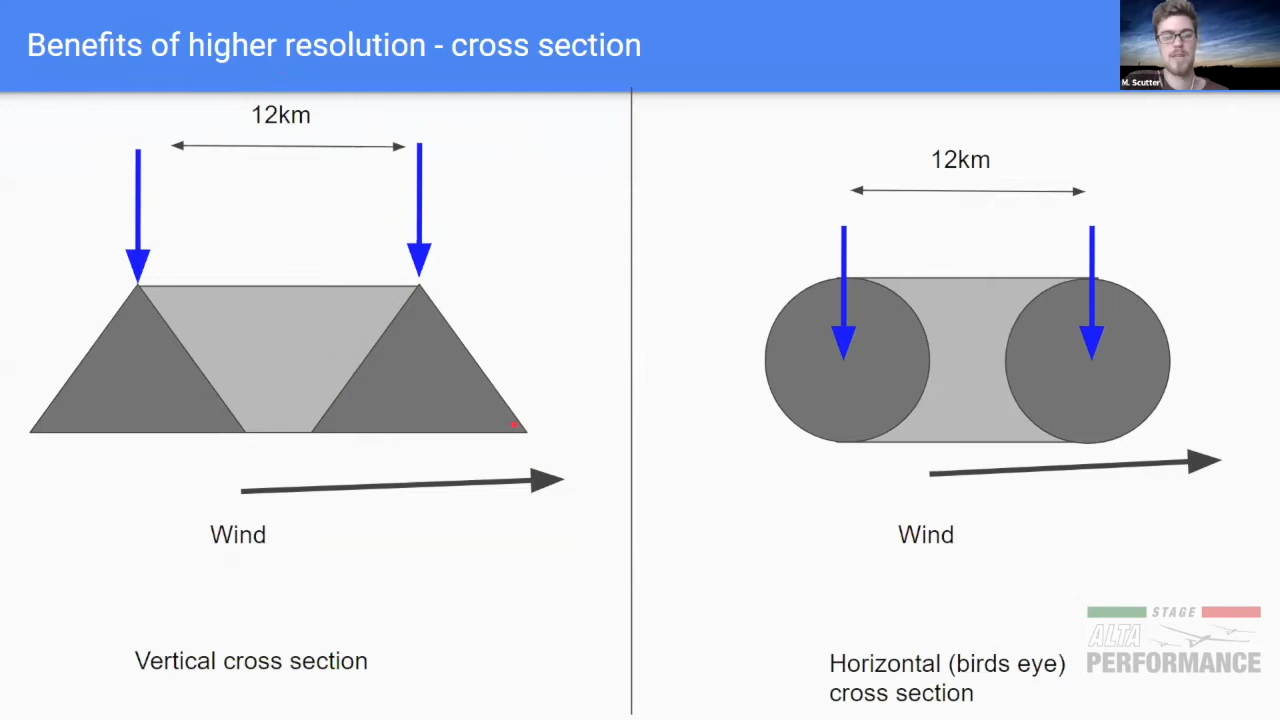 Benefits of higher resolution - cross section
M. Scutter
12km
12km
Wind
Wind
Vertical cross section
Horizontal (birds eye)
cross section
STAGE
ALTA
PERFORMANCE